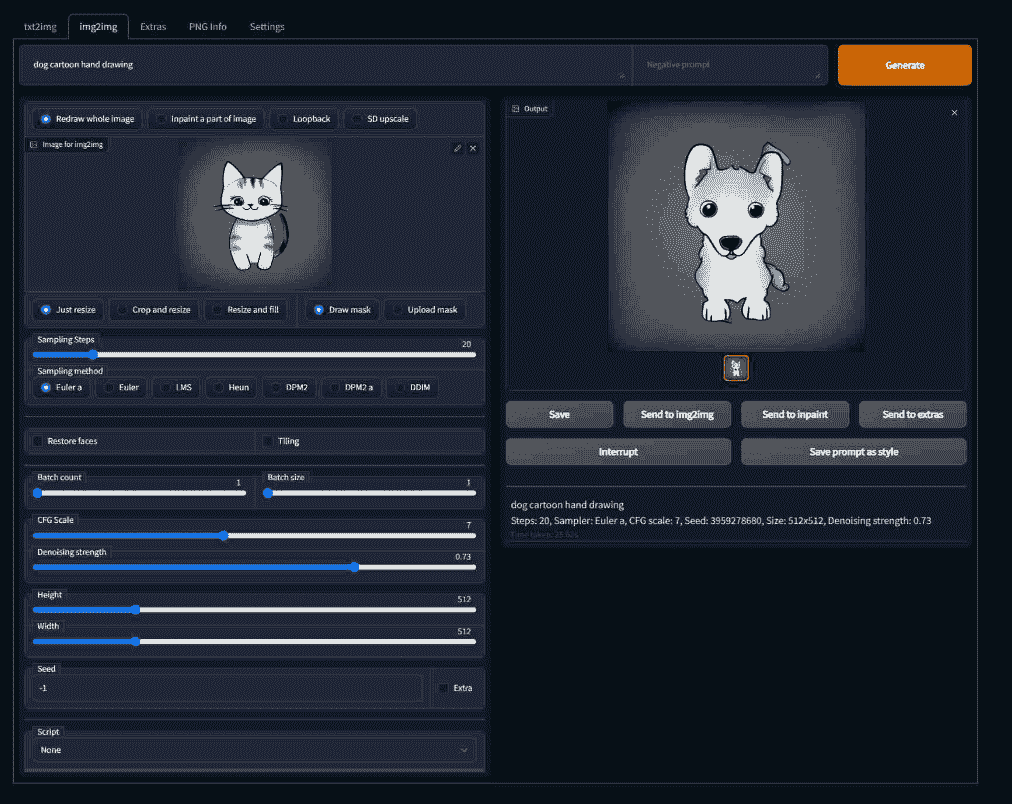 txt2img img2img Extras PNG Info Settings
dog cartoon hand drawing
Negative prompt
Generate
Redraw whole image Inpaint a part of image Loopback SD upscale
Image for img2img
Just resize Crop and resize Resize and fill Draw mask Upload mask
Sampling Steps
20
Sampling method
Euler a Euler LMS Heun DPM2 DPM2 a DDIM
Restore faces Tiling
Batch count
1
Batch size
1
CFG Scale
7
Denoising strength
0.73
Height
512
Width
512
Seed
-1
Extra
Script
None
Output
Save Send to img2img Send to inpaint Send to extras
Interrupt Save prompt as style
dog cartoon hand drawing
Steps: 20, Sampler: Euler a, CFG scale: 7, Seed: 3959278680, Size: 512x512, Denoising strength: 0.73
Time taken: